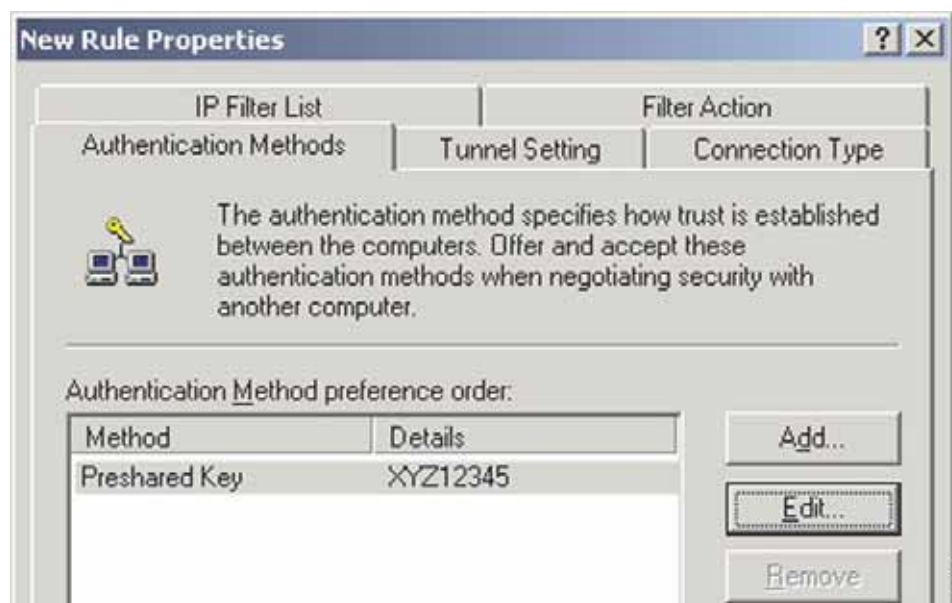 New Rule Properties
IP Filter List
Filter Action
Authentication Methods
Tunnel Setting
Connection Type
The authentication method specifies how trust is established
between the computers. Offer and accept these
authentication methods when negotiating security with
another computer.
Authentication Method preference order:
Method Details
Preshared Key XYZ12345
Add...
Edit...
Remove